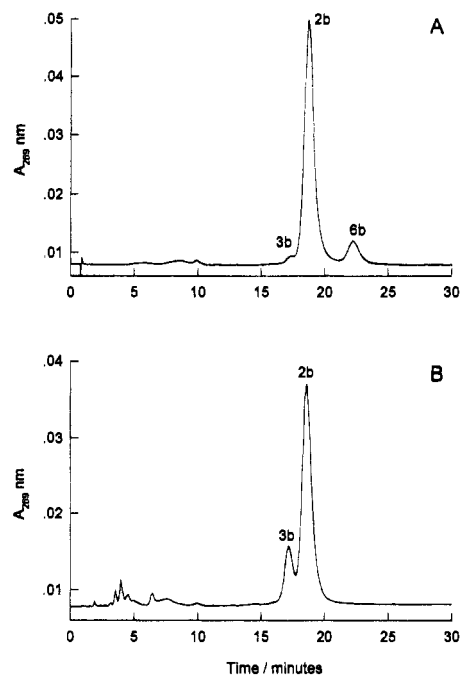 A
2b
.05
.04
.03
.02
.01
A₂₆₉ nm
3b
6b
0 5 10 15 20 25 30
B
2b
.04
.03
.02
.01
A₂₆₉ nm
3b
0 5 10 15 20 25 30
Time / minutes